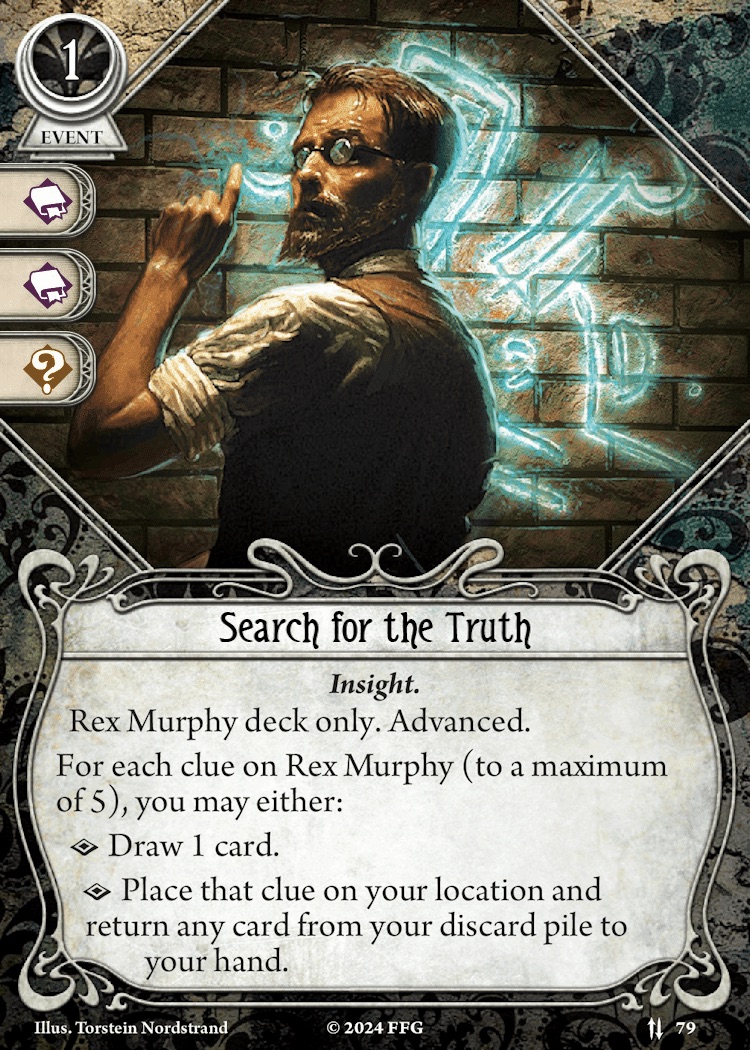 1
EVENT
Search for the Truth
Insight.
Rex Murphy deck only. Advanced.
For each clue on Rex Murphy (to a maximum
of 5), you may either:
Draw 1 card.
Place that clue on your location and
return any card from your discard pile to
your hand.
Illus. Torstein Nordstrand © 2024 FFG 79